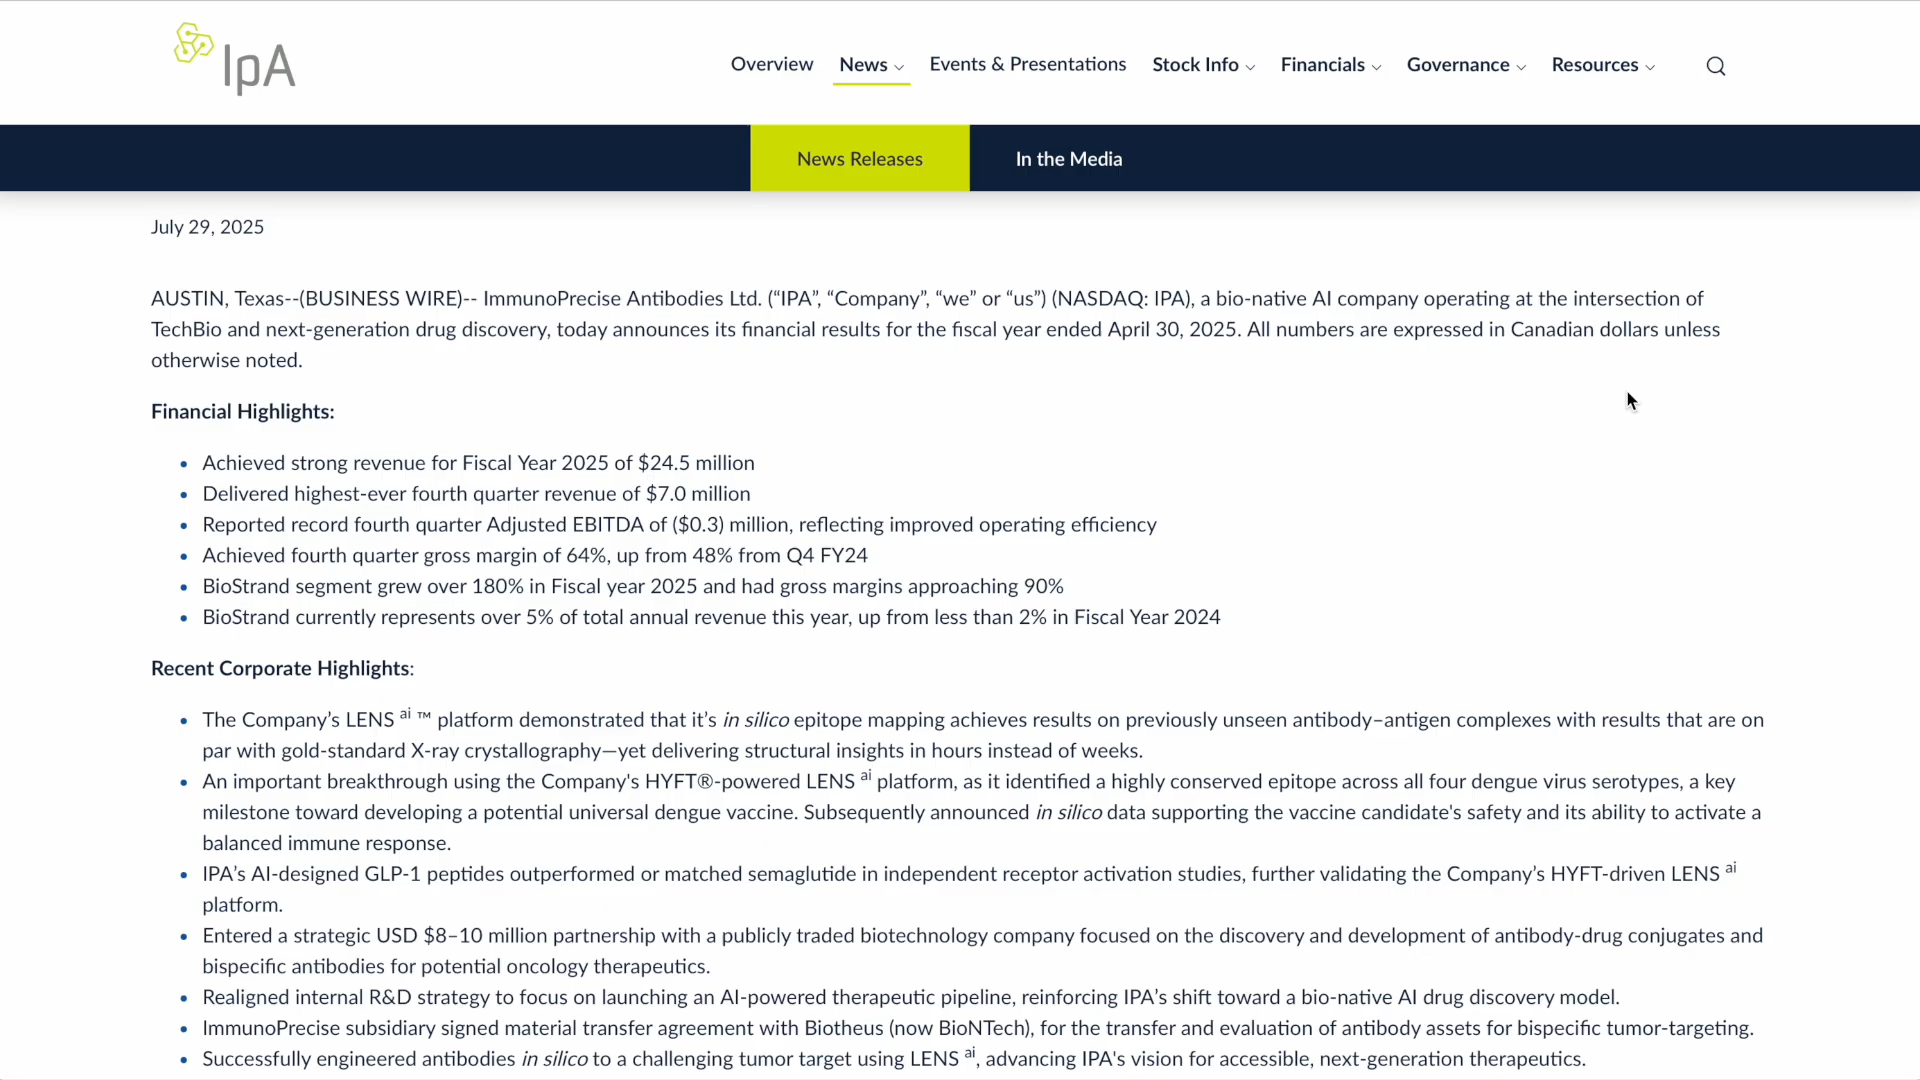 IpA
Overview News Events & Presentations Stock Info Financials Governance Resources
News Releases In the Media
July 29, 2025
AUSTIN, Texas--(BUSINESS WIRE)-- ImmunoPrecise Antibodies Ltd. (“IPA”, “Company”, “we” or “us”) (NASDAQ: IPA), a bio-native AI company operating at the intersection of
TechBio and next-generation drug discovery, today announces its financial results for the fiscal year ended April 30, 2025. All numbers are expressed in Canadian dollars unless
otherwise noted.
Financial Highlights:
• Achieved strong revenue for Fiscal Year 2025 of $24.5 million
• Delivered highest-ever fourth quarter revenue of $7.0 million
• Reported record fourth quarter Adjusted EBITDA of ($0.3) million, reflecting improved operating efficiency
• Achieved fourth quarter gross margin of 64%, up from 48% from Q4 FY24
• BioStrand segment grew over 180% in Fiscal year 2025 and had gross margins approaching 90%
• BioStrand currently represents over 5% of total annual revenue this year, up from less than 2% in Fiscal Year 2024
Recent Corporate Highlights:
• The Company’s LENS ai ™ platform demonstrated that it’s in silico epitope mapping achieves results on previously unseen antibody–antigen complexes with results that are on
par with gold-standard X-ray crystallography—yet delivering structural insights in hours instead of weeks.
• An important breakthrough using the Company's HYFT®-powered LENS ai platform, as it identified a highly conserved epitope across all four dengue virus serotypes, a key
milestone toward developing a potential universal dengue vaccine. Subsequently announced in silico data supporting the vaccine candidate's safety and its ability to activate a
balanced immune response.
• IPA’s AI-designed GLP-1 peptides outperformed or matched semaglutide in independent receptor activation studies, further validating the Company’s HYFT-driven LENS ai
platform.
• Entered a strategic USD $8–10 million partnership with a publicly traded biotechnology company focused on the discovery and development of antibody-drug conjugates and
bispecific antibodies for potential oncology therapeutics.
• Realigned internal R&D strategy to focus on launching an AI-powered therapeutic pipeline, reinforcing IPA’s shift toward a bio-native AI drug discovery model.
• ImmunoPrecise subsidiary signed material transfer agreement with Biotheus (now BioNTech), for the transfer and evaluation of antibody assets for bispecific tumor-targeting.
• Successfully engineered antibodies in silico to a challenging tumor target using LENS ai, advancing IPA's vision for accessible, next-generation therapeutics.